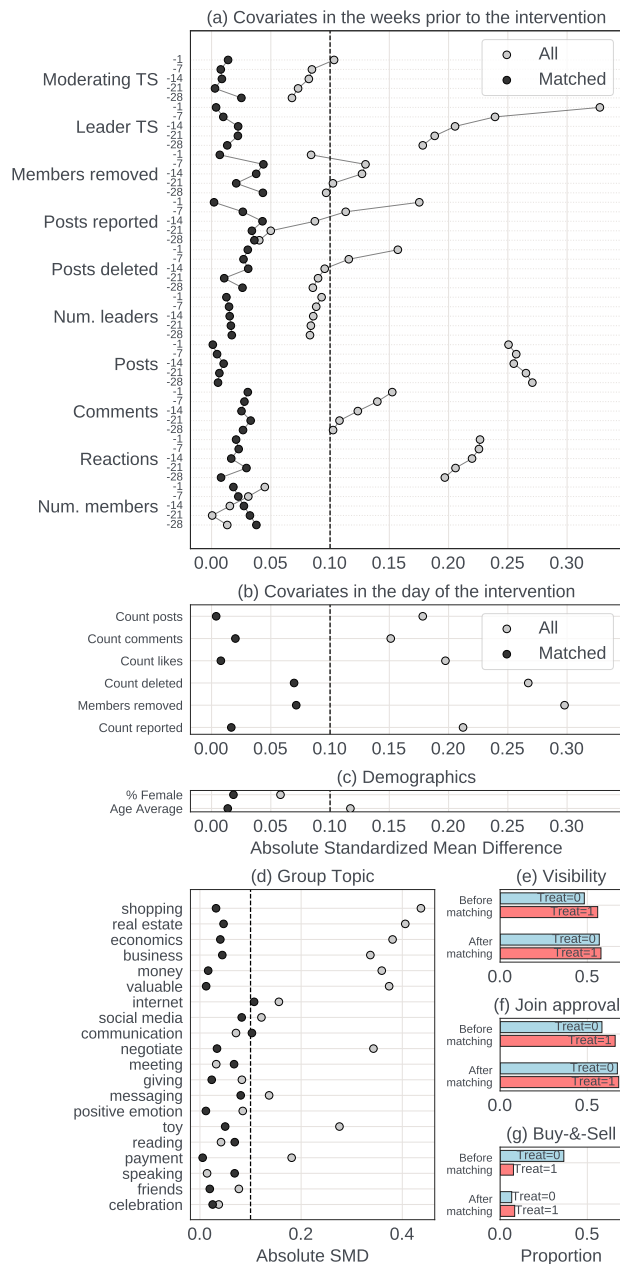 (a) Covariates in the weeks prior to the intervention
All
Matched
Moderating TS
-1
-7
-14
-21
-28
Leader TS
-1
-7
-14
-21
-28
Members removed
-1
-7
-14
-21
-28
Posts reported
-1
-7
-14
-21
-28
Posts deleted
-1
-7
-14
-21
-28
Num. leaders
-1
-7
-14
-21
-28
Posts
-1
-7
-14
-21
-28
Comments
-1
-7
-14
-21
-28
Reactions
-1
-7
-14
-21
-28
Num. members
-1
-7
-14
-21
-28
0.00 0.05 0.10 0.15 0.20 0.25 0.30
(b) Covariates in the day of the intervention
All
Matched
Count posts
Count comments
Count likes
Count deleted
Members removed
Count reported
0.00 0.05 0.10 0.15 0.20 0.25 0.30
(c) Demographics
% Female
Age Average
0.00 0.05 0.10 0.15 0.20 0.25 0.30
Absolute Standardized Mean Difference
(d) Group Topic
shopping
real estate
economics
business
money
valuable
internet
social media
communication
negotiate
meeting
giving
messaging
positive emotion
toy
reading
payment
speaking
friends
celebration
0.0 0.2 0.4
Absolute SMD
(e) Visibility
Before
matching
Treat=0
Treat=1
After
matching
Treat=0
Treat=1
0.0 0.5
(f) Join approval
Before
matching
Treat=0
Treat=1
After
matching
Treat=0
Treat=1
0.0 0.5
(g) Buy-&-Sell
Before
matching
Treat=0
Treat=1
After
matching
Treat=0
Treat=1
0.0 0.5
Proportion